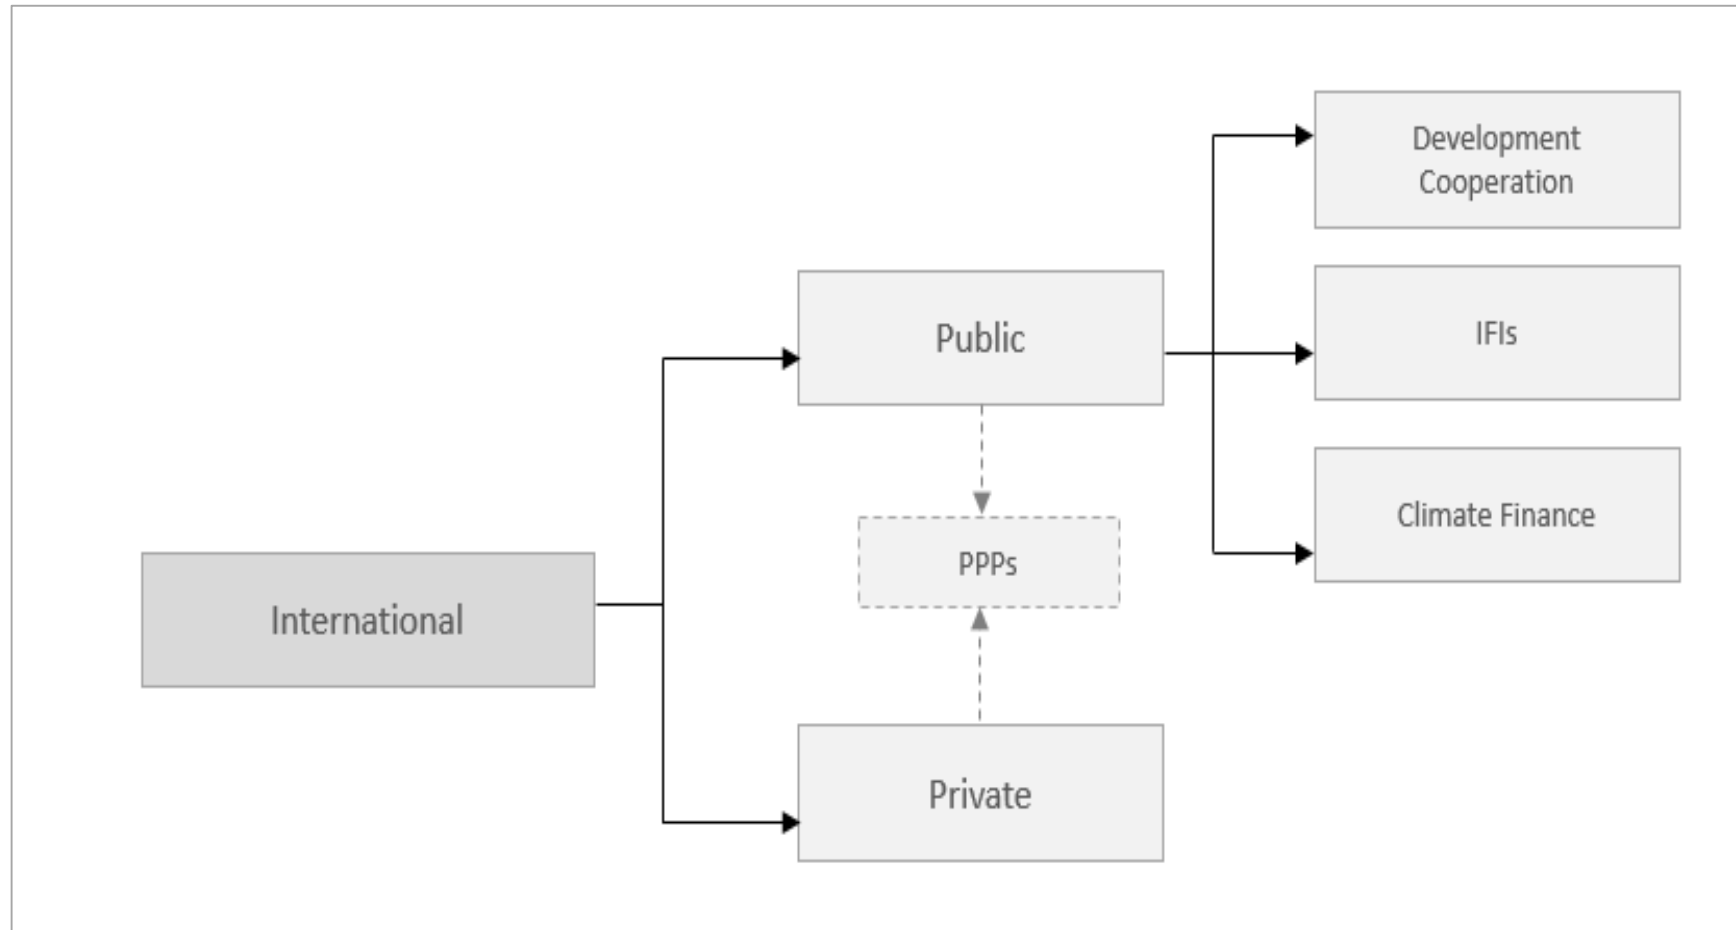 Development
Cooperation
Public
IFIs
Climate Finance
PPPs
International
Private